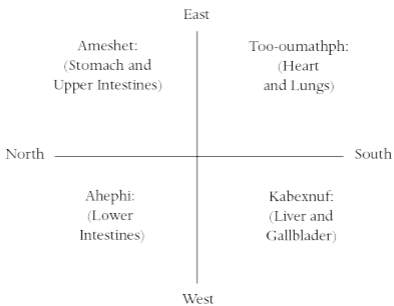 East
Ameshet:
(Stomach and
Upper Intestines)
Too-oumathph:
(Heart
and Lungs)
North
South
Ahephi:
(Lower
Intestines)
Kabexnuf:
(Liver and
Gallblader)
West